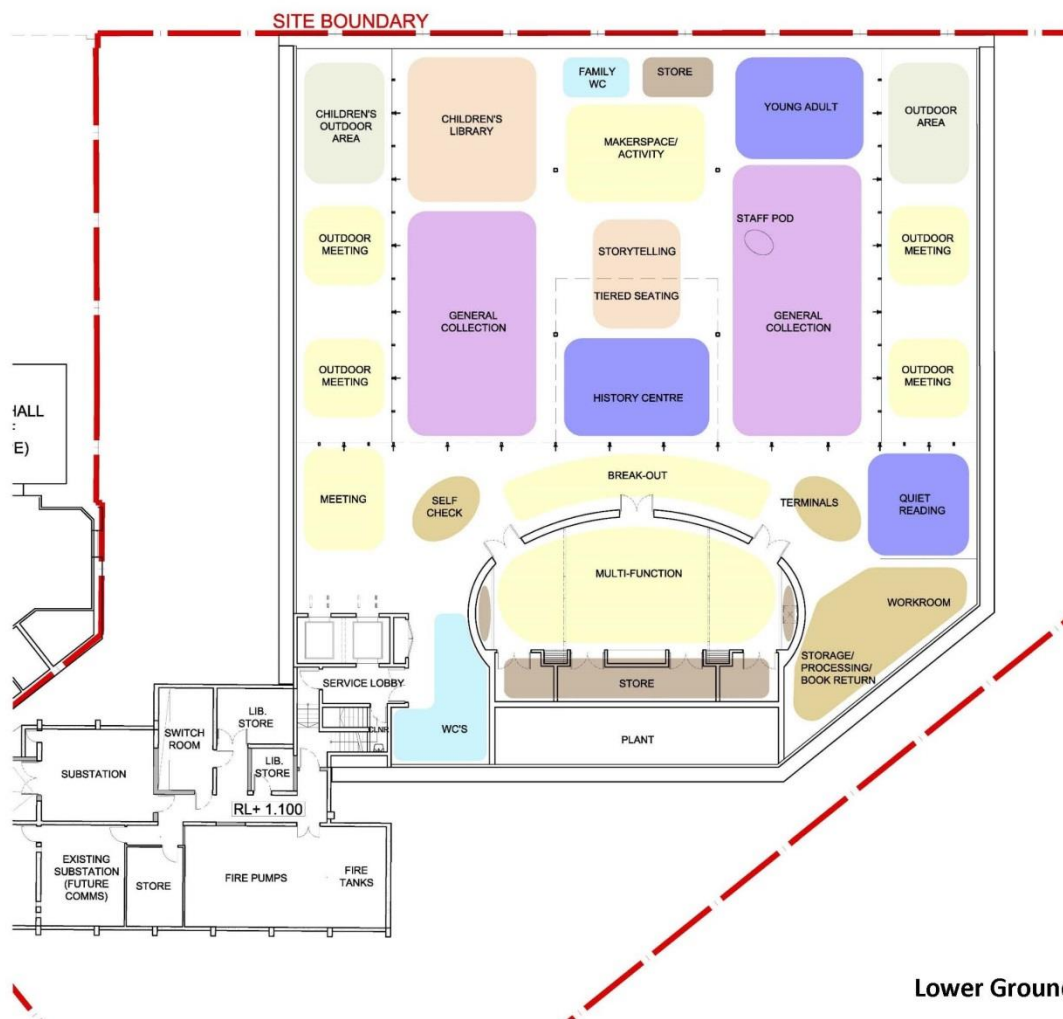 SITE BOUNDARY
FAMILY
WC
STORE
CHILDREN'S
OUTDOOR
AREA
CHILDREN'S
LIBRARY
YOUNG ADULT
OUTDOOR
AREA
MAKERSPACE/
ACTIVITY
STAFF POD
OUTDOOR
MEETING
STORYTELLING
OUTDOOR
MEETING
TIERED SEATING
GENERAL
COLLECTION
GENERAL
COLLECTION
OUTDOOR
MEETING
HISTORY CENTRE
OUTDOOR
MEETING
HALL
E)
BREAK-OUT
MEETING
SELF
CHECK
TERMINALS
QUIET
READING
MULTI-FUNCTION
WORKROOM
STORAGE/
PROCESSING/
BOOK RETURN
SERVICE LOBBY
STORE
LIB.
STORE
SWITCH
ROOM
CLNR
WC'S
PLANT
SUBSTATION
LIB.
STORE
RL+ 1.100
EXISTING
SUBSTATION
(FUTURE
COMMS)
STORE
FIRE PUMPS
FIRE
TANKS
Lower Ground